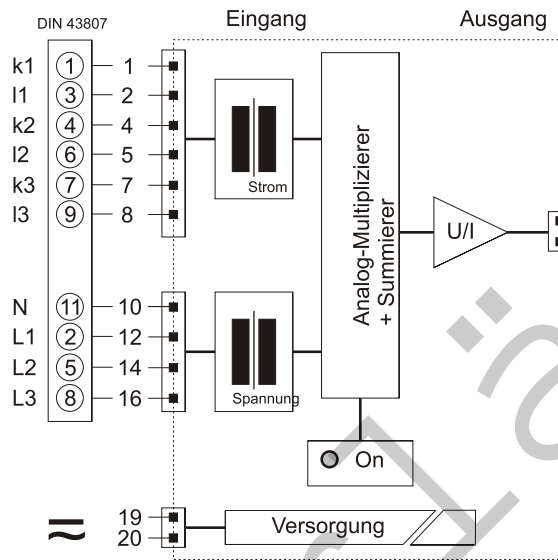 DIN 43807
Eingang
Ausgang
k1 1 1
l1 3 2
k2 4 4
l2 6 5
k3 7 7
l3 9 8
Strom
Analog-Multiplizierer
+ Summierer
U/I
N 11 10
L1 2 12
L2 5 14
L3 8 16
Spannung
On
19
20
Versorgung